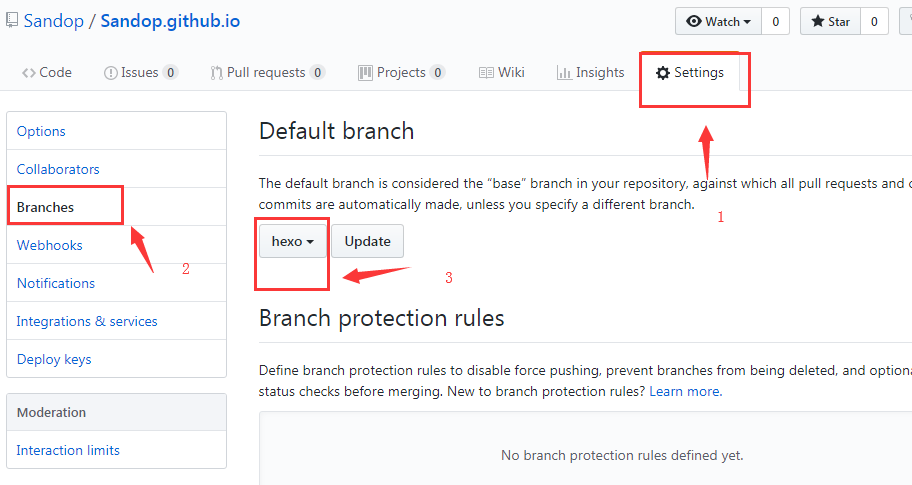 Sandop / Sandop.github.io
Watch 0 Star 0
Code Issues 0 Pull requests 0 Projects 0 Wiki Insights Settings
Options
Collaborators
Branches
Webhooks
Notifications
Integrations & services
Deploy keys
Moderation
Interaction limits
Default branch
The default branch is considered the “base” branch in your repository, against which all pull requests and
commits are automatically made, unless you specify a different branch.
1
hexo Update
2
3
Branch protection rules
Define branch protection rules to disable force pushing, prevent branches from being deleted, and
status checks before merging. New to branch protection rules? Learn more.
No branch protection rules defined yet.